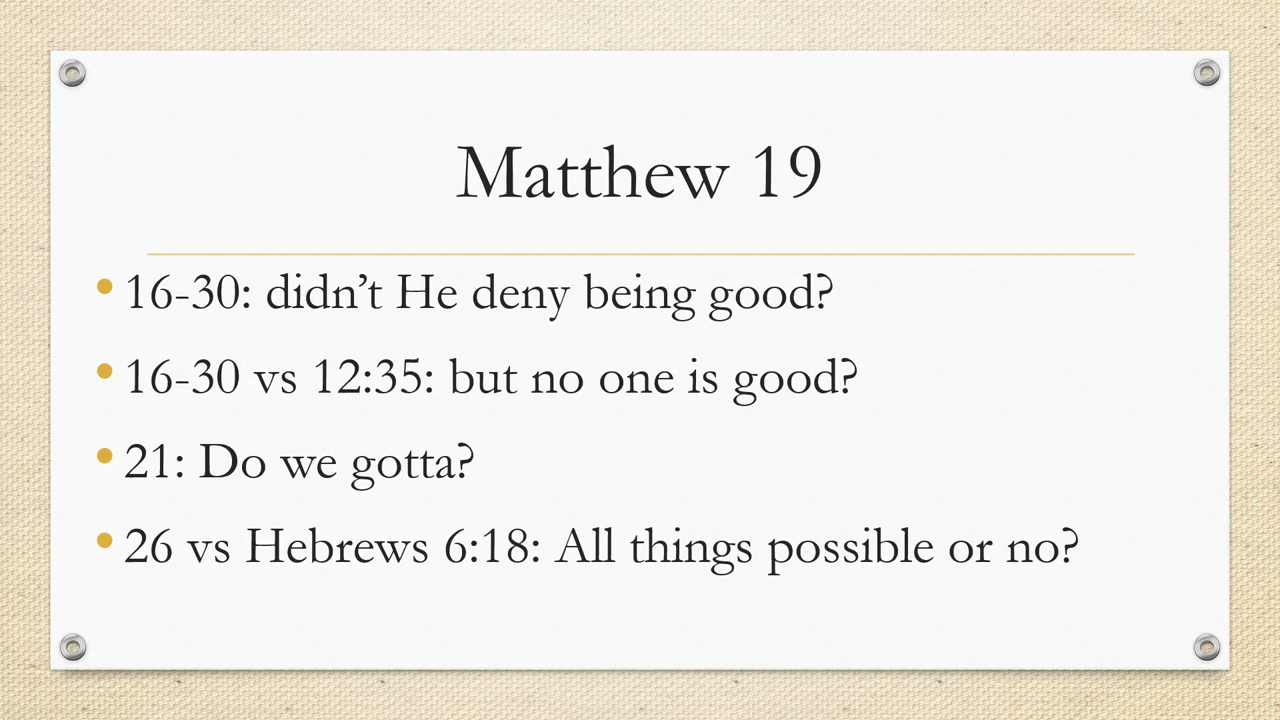 Matthew 19
• 16-30: didn’t He deny being good?
• 16-30 vs 12:35: but no one is good?
• 21: Do we gotta?
• 26 vs Hebrews 6:18: All things possible or no?